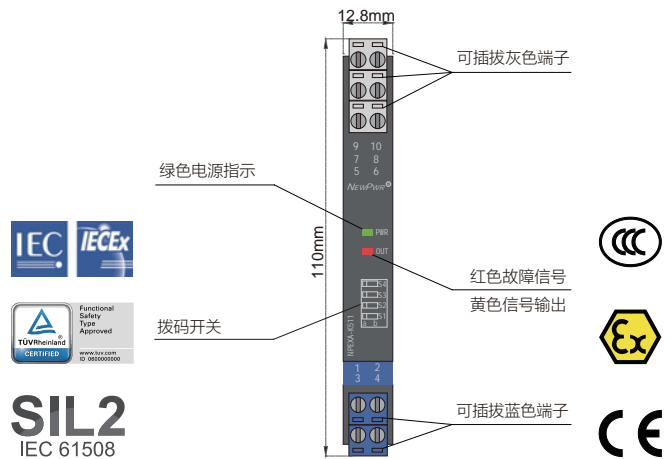 12.8mm
可插拔灰色端子
9 10
7 8
5 6
NEWPWR®
绿色电源指示
PWR
OUT
110mm
红色故障信号
黄色信号输出
S4
S3
S2
S1
a b
NPEXA-K511
拨码开关
1 2
3 4
可插拔蓝色端子
IEC
IECEx
TÜVRheinland
CERTIFIED
Functional
Safety
Type
Approved
www.tuv.com
ID 0600000000
SIL2
IEC 61508
CCC
Ex
CE